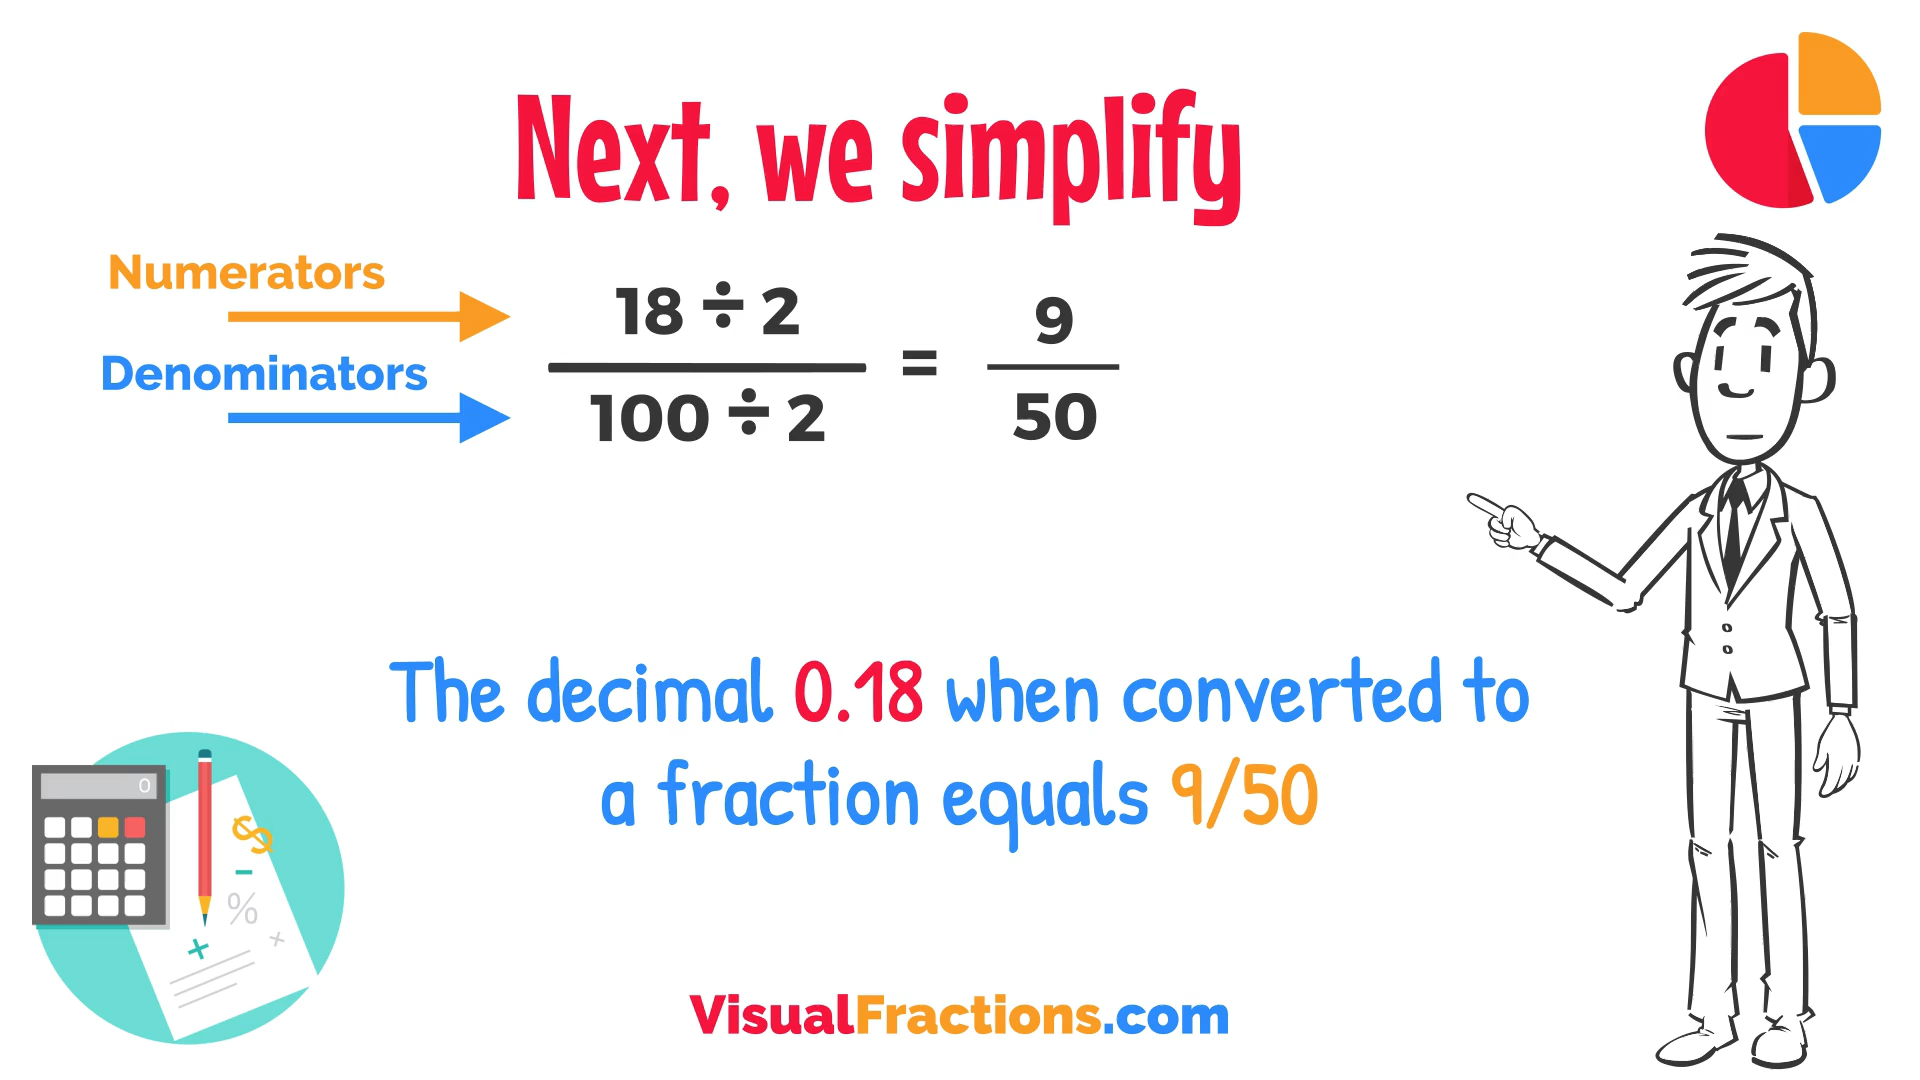 Next, we simplify
Numerators
18 ÷ 2
9
=
Denominators
100 ÷ 2
50
The decimal 0.18 when converted to
a fraction equals 9/50
0
$
-
%
+
×
VisualFractions.com